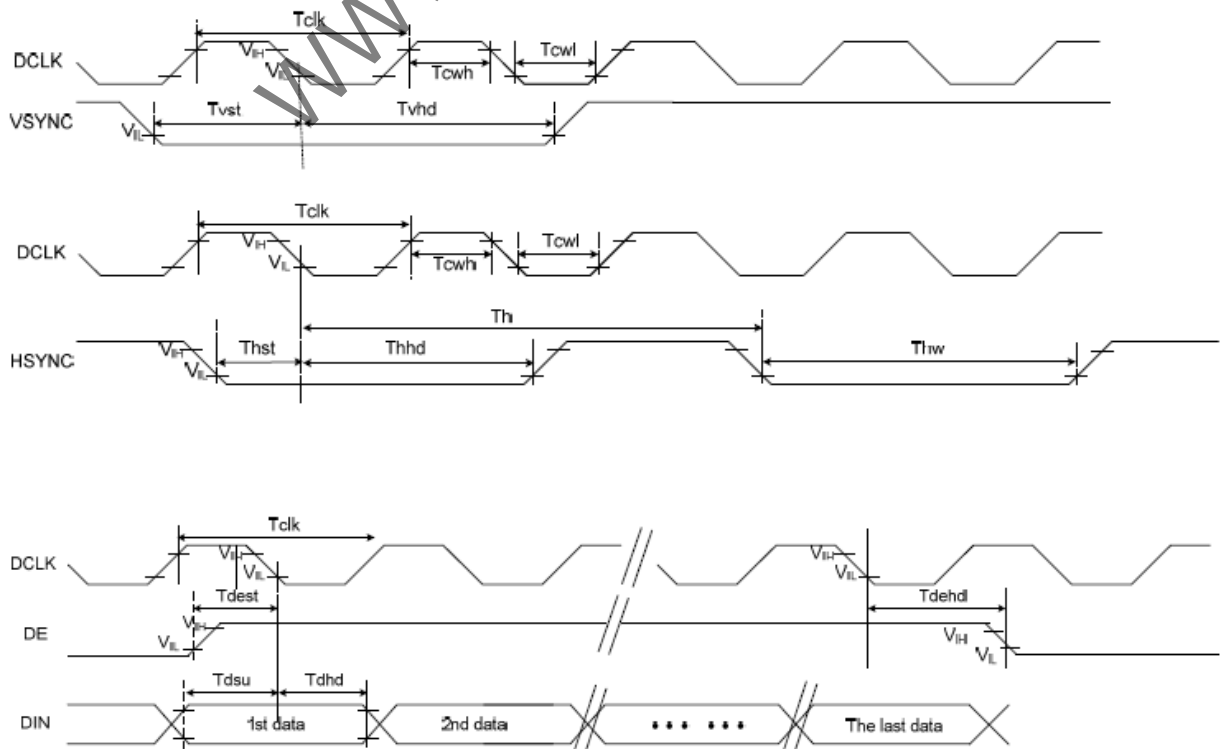 Tclk
DCLK VIH VIL Tcwh Tcwl
VSYNC VIL Tvst Tvhd
Tclk
DCLK VIH VIL Tcwh Tcwl
Th
HSYNC VIH VIL Thst Thhd Thw
Tclk
DCLK VIH VIL VIH VIL
Tdest Tdehd
DE VIH VIL VIH VIL
Tdsu Tdhd
DIN 1st data 2nd data ••• ••• The last data